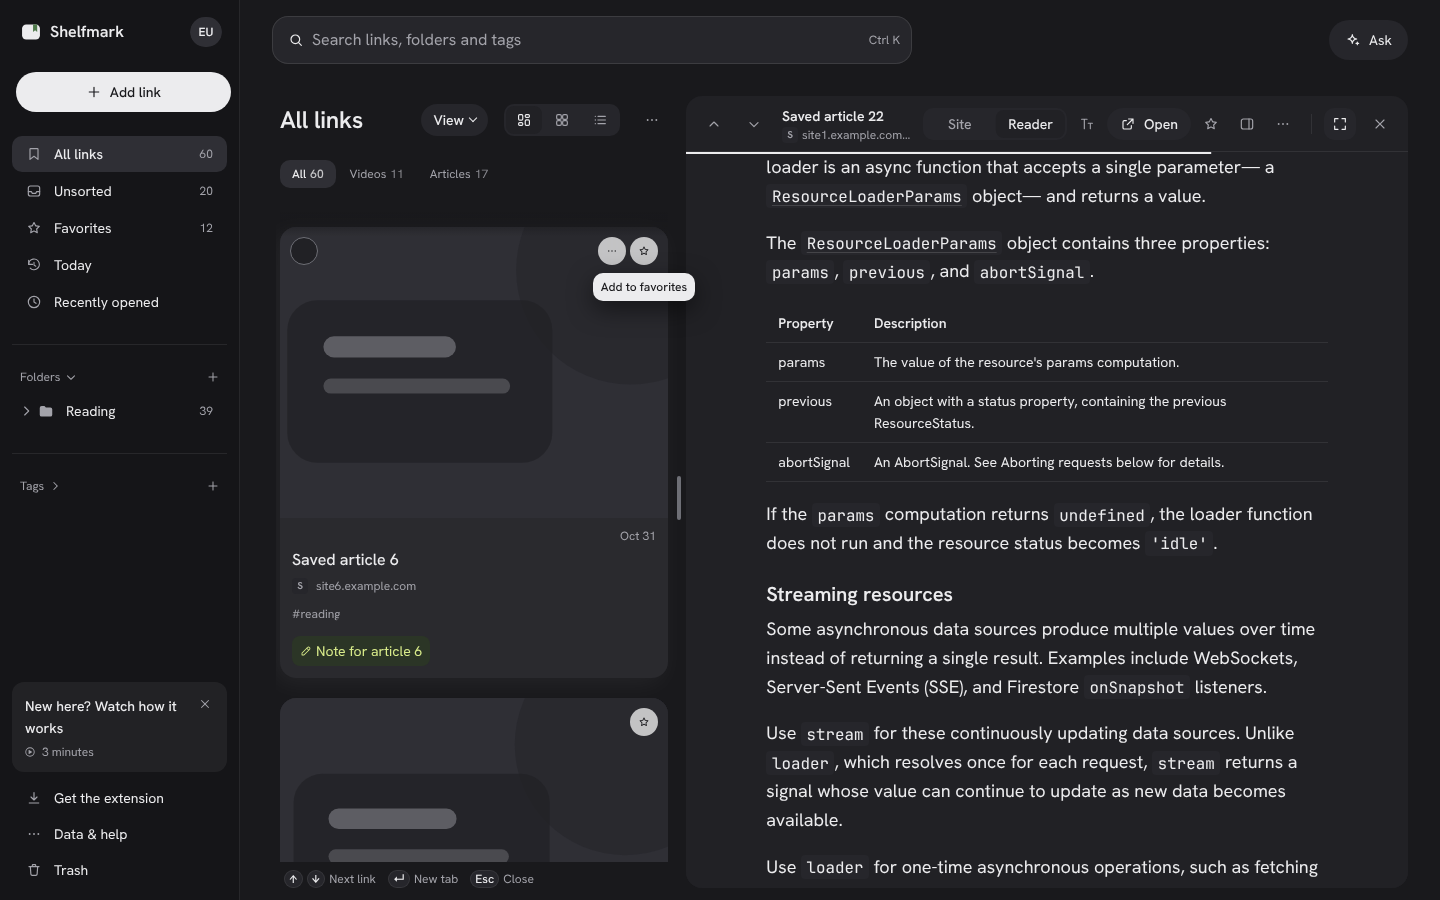 Shelfmark
EU
Search links, folders and tags
Ctrl K
Ask
Add link
All links 60
Unsorted 20
Favorites 12
Today
Recently opened
Folders
Reading 39
Tags
New here? Watch how it
works
3 minutes
Get the extension
Data & help
Trash
All links
View
All 60
Videos 11
Articles 17
Add to favorites
Oct 31
Saved article 6
S site6.example.com
#reading
Note for article 6
Next link
New tab
Esc Close
Saved article 22
S site1.example.com...
Site
Reader
Tт
Open
loader is an async function that accepts a single parameter— a
ResourceLoaderParams object— and returns a value.
The ResourceLoaderParams object contains three properties:
params , previous , and abortSignal .
Property Description
params The value of the resource's params computation.
previous An object with a status property, containing the previous
ResourceStatus.
abortSignal An AbortSignal. See Aborting requests below for details.
If the params computation returns undefined , the loader function
does not run and the resource status becomes 'idle' .
Streaming resources
Some asynchronous data sources produce multiple values over time
instead of returning a single result. Examples include WebSockets,
Server-Sent Events (SSE), and Firestore onSnapshot listeners.
Use stream for these continuously updating data sources. Unlike
loader , which resolves once for each request, stream returns a
signal whose value can continue to update as new data becomes
available.
Use loader for one-time asynchronous operations, such as fetching